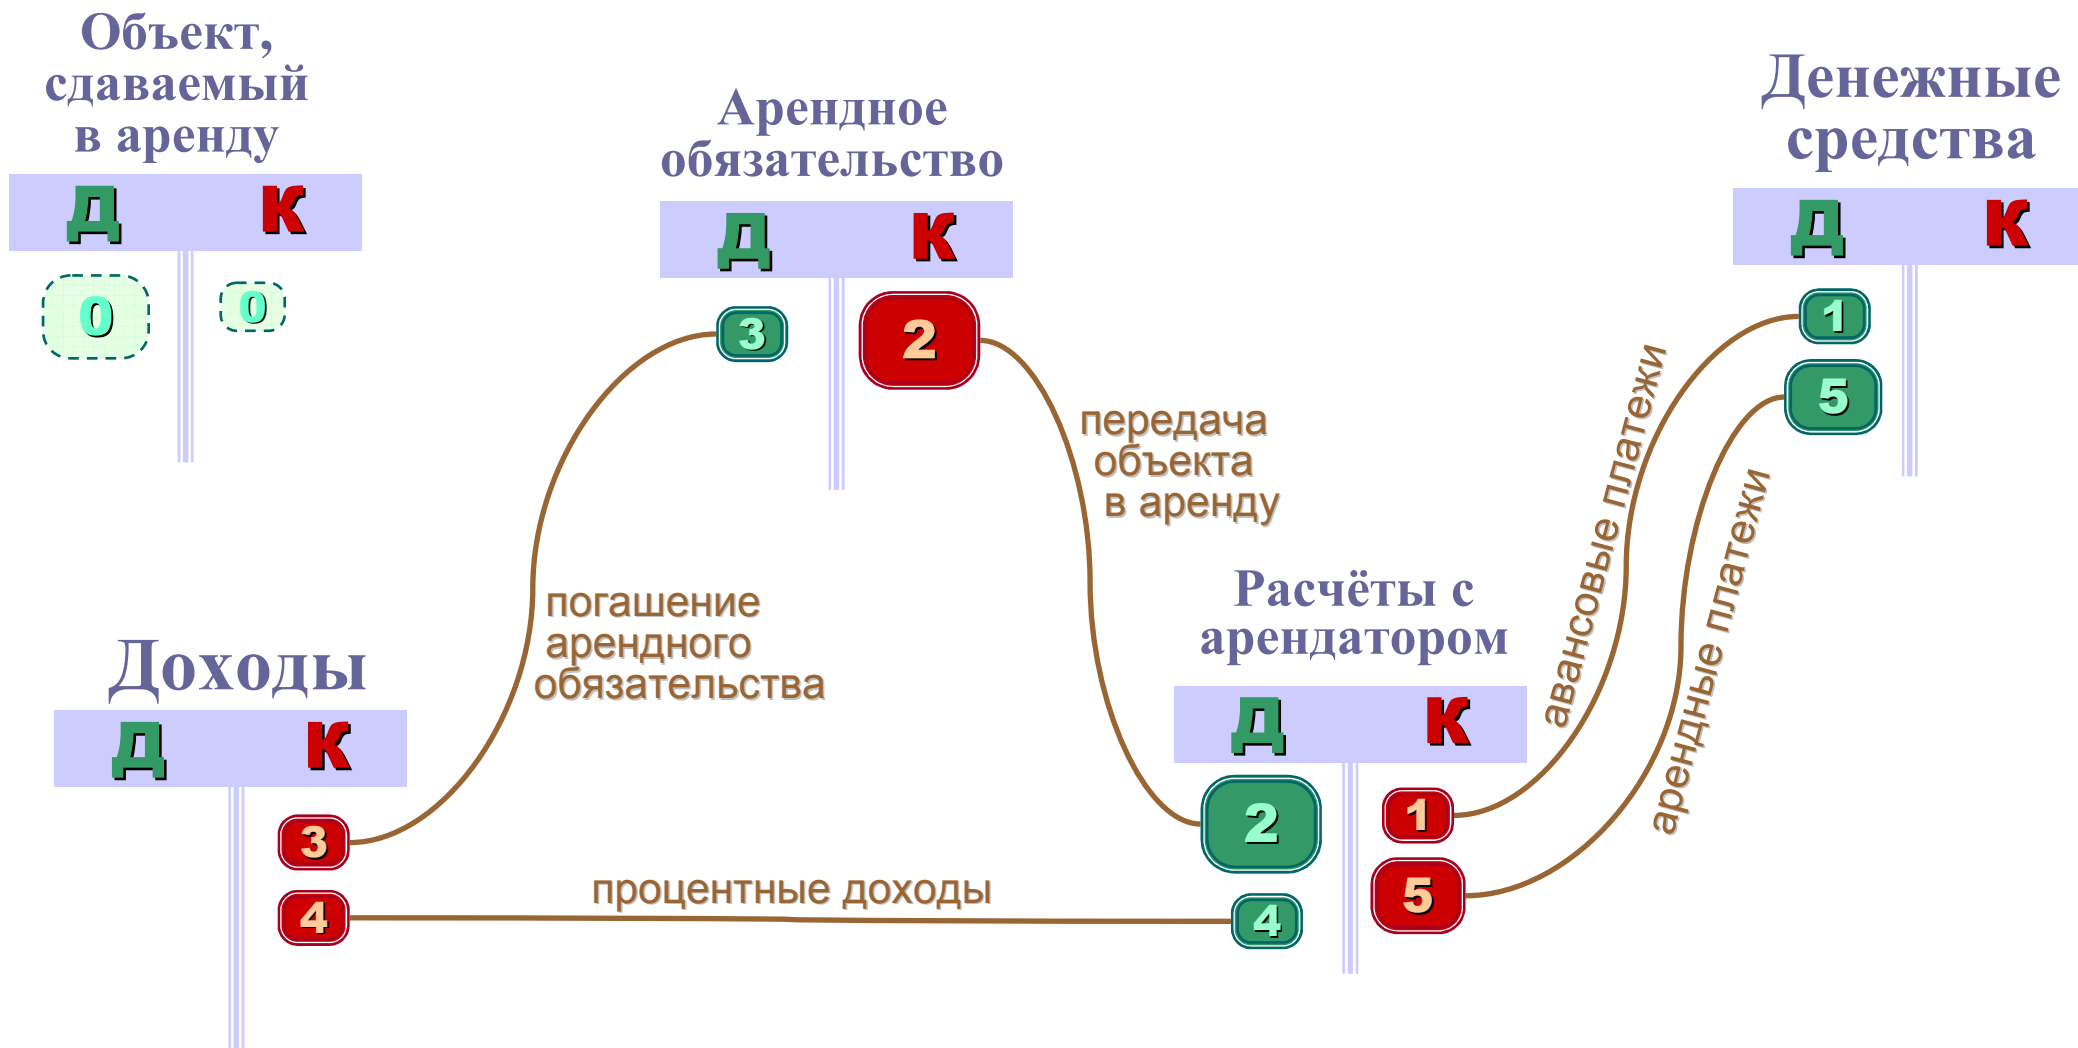 Объект,
сдаваемый
в аренду
Д К
0 0
Арендное
обязательство
Д К
3 2
Денежные
средства
Д К
1
5
передача
объекта
в аренду
авансовые платежи
арендные платежи
погашение
арендного
обязательства
Расчёты с
арендатором
Д К
2 1
4 5
Доходы
Д К
3
4
процентные доходы